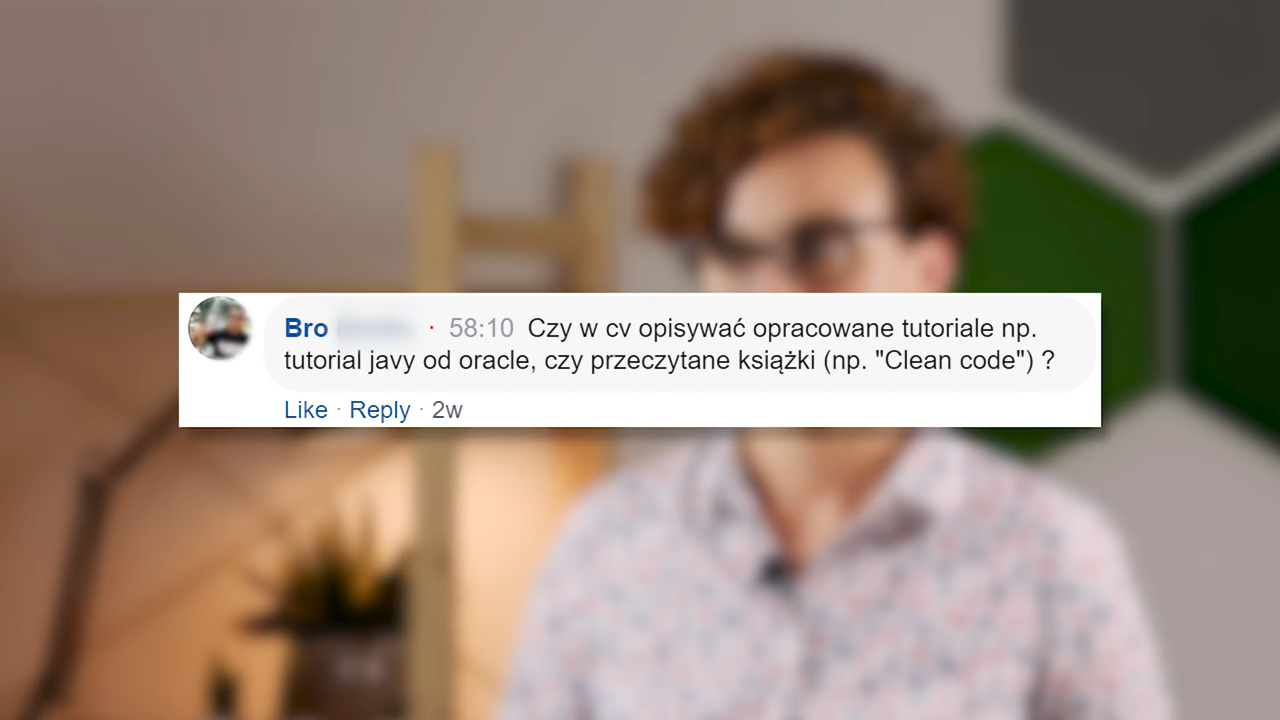 Bro · 58:10 Czy w cv opisywać opracowane tutoriale np.
tutorial javy od oracle, czy przeczytane książki (np. "Clean code") ?
Like · Reply · 2w